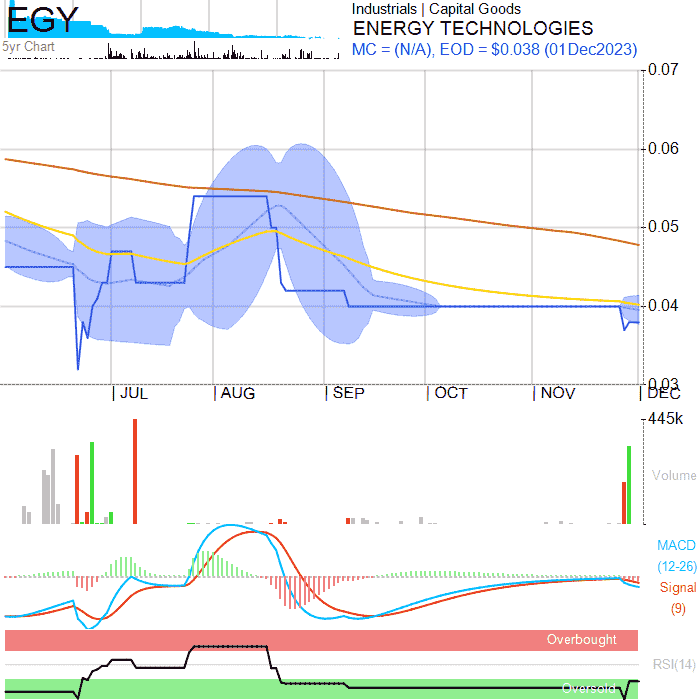 EGY
Industrials | Capital Goods
ENERGY TECHNOLOGIES
5yr Chart
MC = (N/A), EOD = $0.038 (01Dec2023)
0.07
0.06
0.05
0.04
0.03
JUL AUG SEP OCT NOV DEC
445k
Volume
MACD
(12-26)
Signal
(9)
Overbought
RSI(14)
Oversold